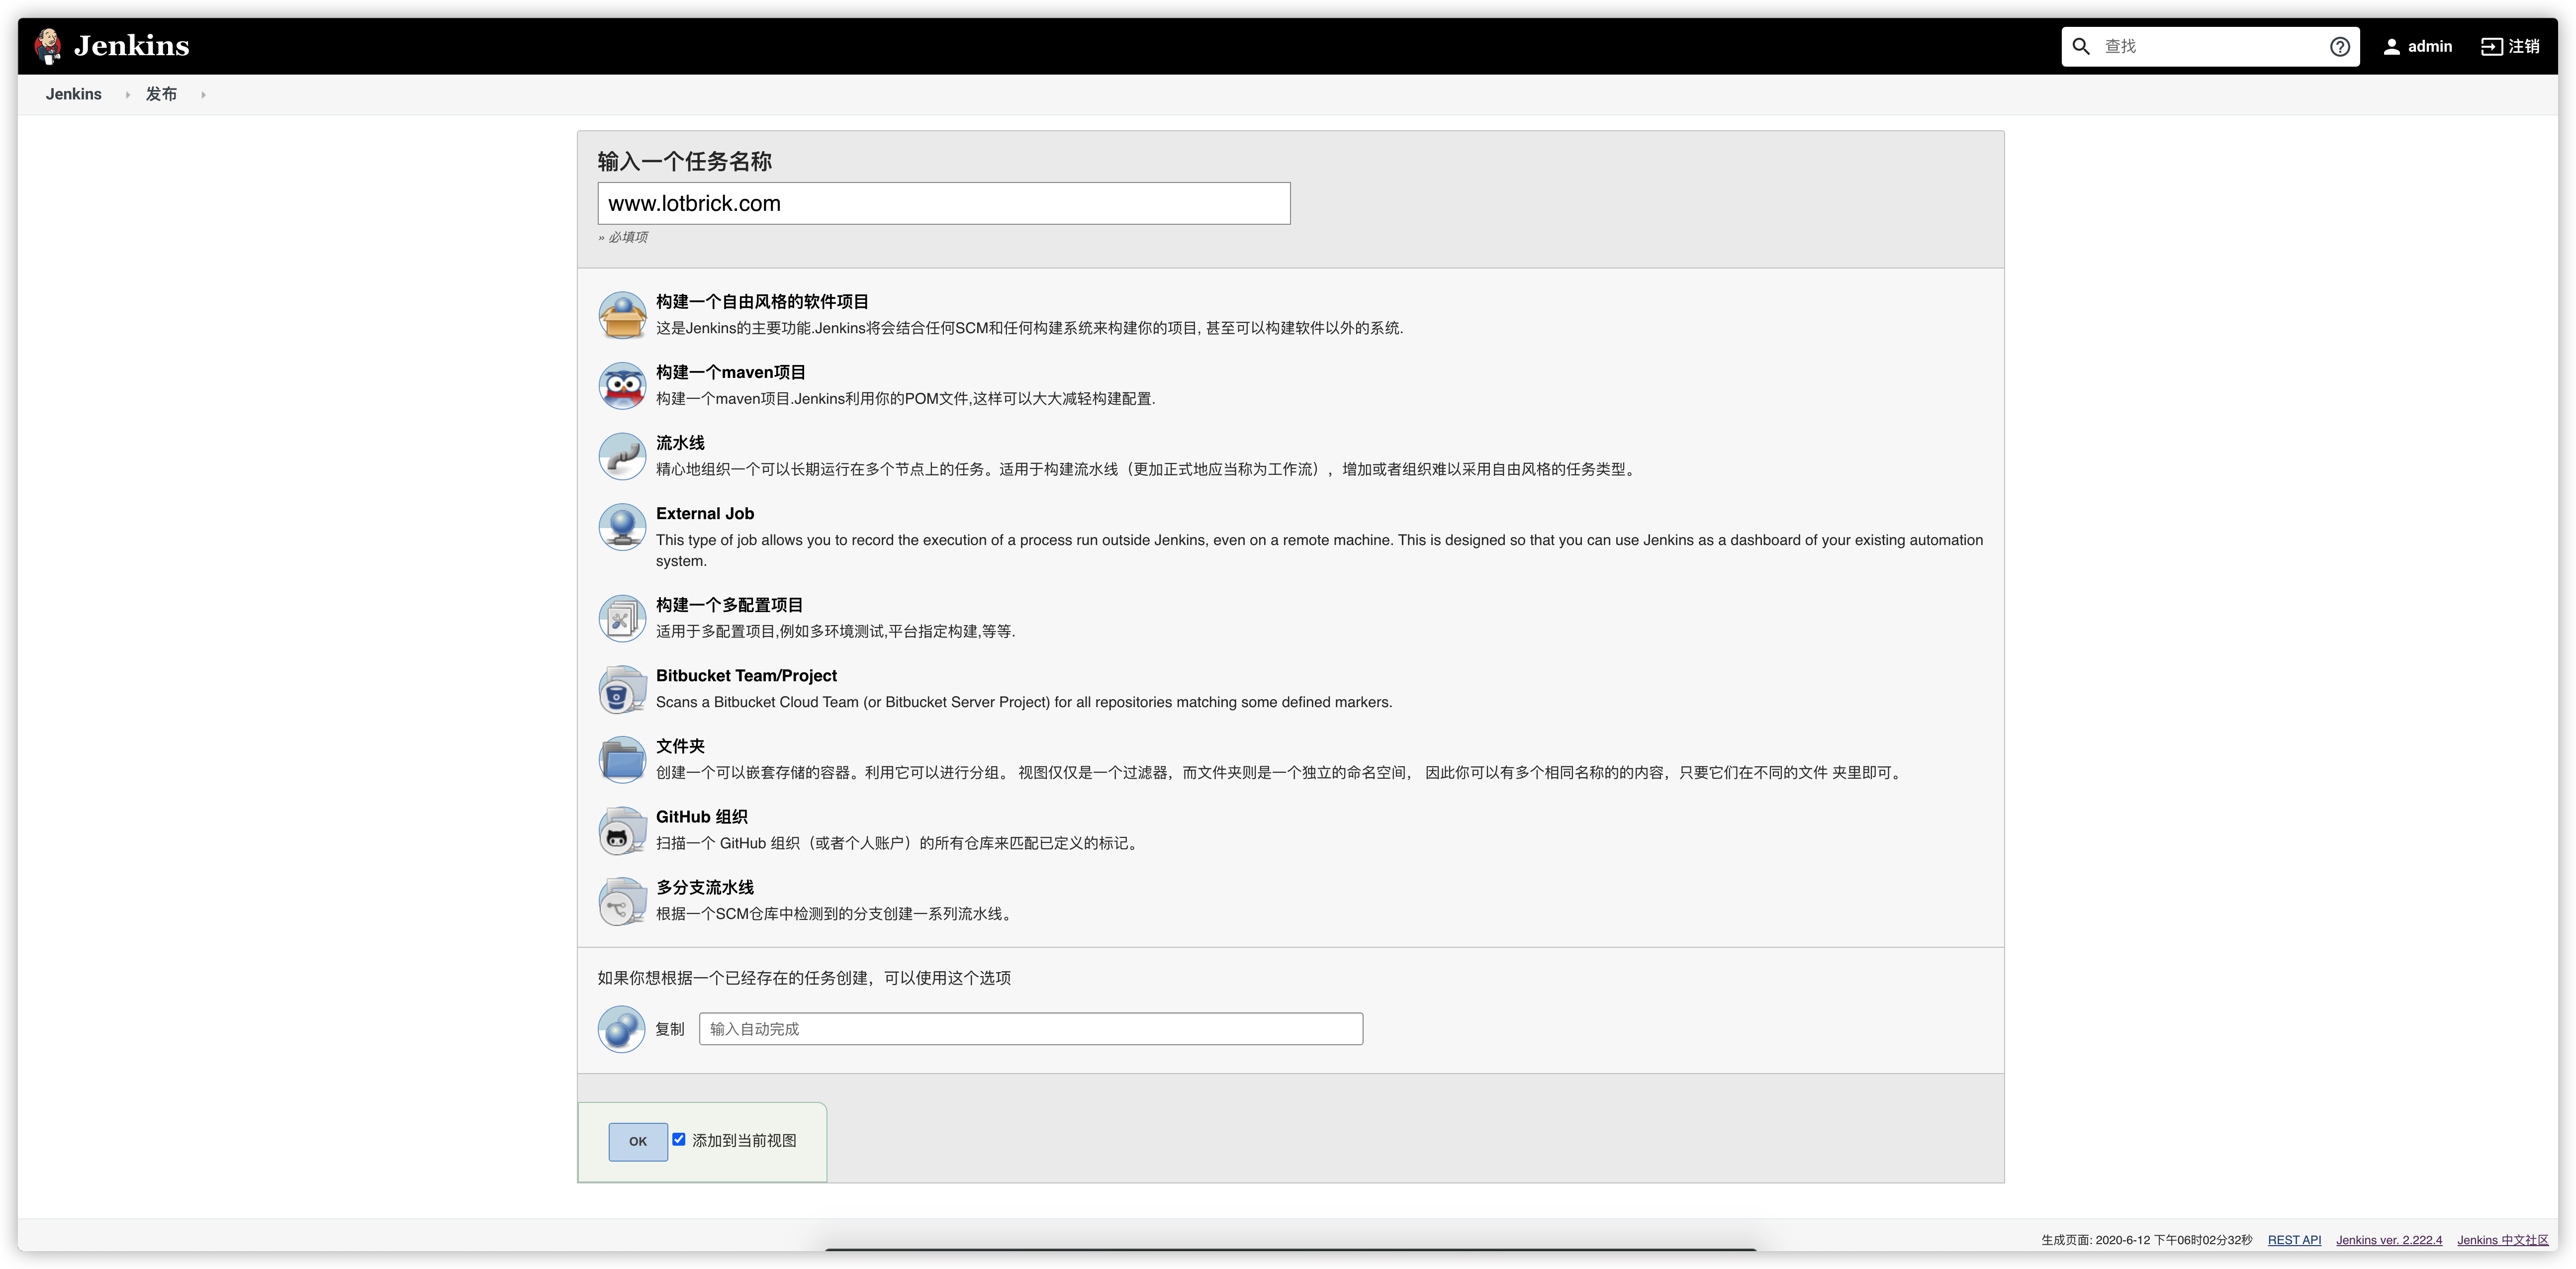 Jenkins
查找
admin
注销
Jenkins
发布
输入一个任务名称
www.lotbrick.com
» 必填项
构建一个自由风格的软件项目
这是Jenkins的主要功能.Jenkins将会结合任何SCM和任何构建系统来构建你的项目, 甚至可以构建软件以外的系统.
构建一个maven项目
构建一个maven项目.Jenkins利用你的POM文件,这样可以大大减轻构建配置.
流水线
精心地组织一个可以长期运行在多个节点上的任务。适用于构建流水线（更加正式地应当称为工作流），增加或者组织难以采用自由风格的任务类型。
External Job
This type of job allows you to record the execution of a process run outside Jenkins, even on a remote machine. This is designed so that you can use Jenkins as a dashboard of your existing automation
system.
构建一个多配置项目
适用于多配置项目,例如多环境测试,平台指定构建,等等.
Bitbucket Team/Project
Scans a Bitbucket Cloud Team (or Bitbucket Server Project) for all repositories matching some defined markers.
文件夹
创建一个可以嵌套存储的容器。利用它可以进行分组。 视图仅仅是一个过滤器，而文件夹则是一个独立的命名空间， 因此你可以有多个相同名称的的内容，只要它们在不同的文件 夹里即可。
GitHub 组织
扫描一个 GitHub 组织（或者个人账户）的所有仓库来匹配已定义的标记。
多分支流水线
根据一个SCM仓库中检测到的分支创建一系列流水线。
如果你想根据一个已经存在的任务创建，可以使用这个选项
复制
输入自动完成
OK
添加到当前视图
生成页面: 2020-6-12 下午06时02分32秒
REST API
Jenkins ver. 2.222.4
Jenkins 中文社区